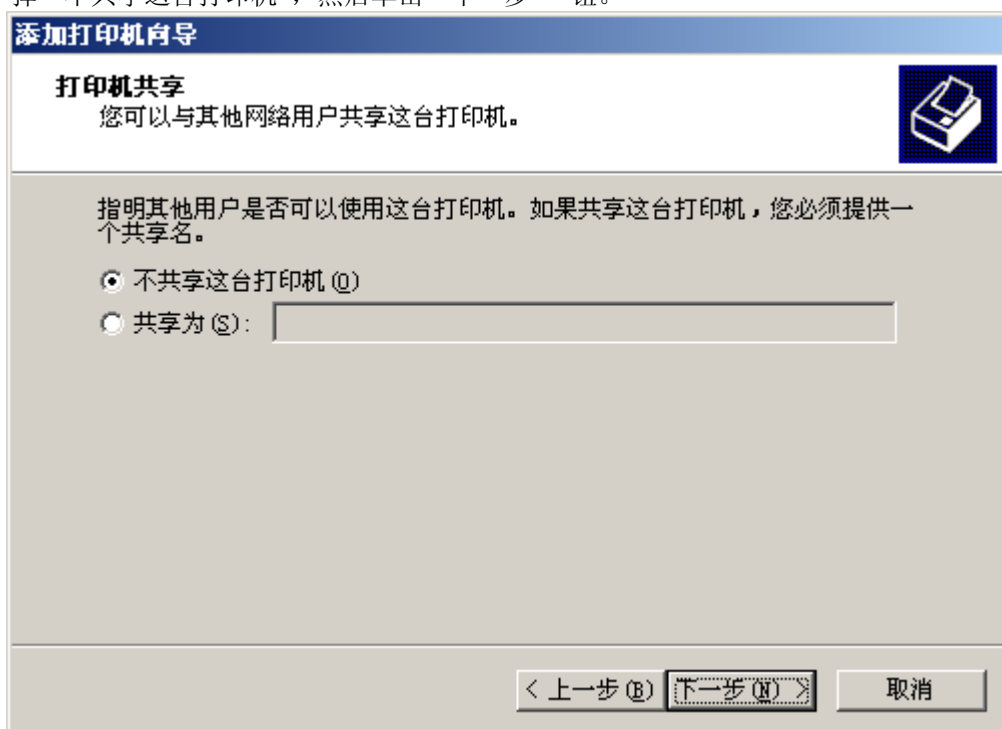 添加打印机向导
打印机共享
您可以与其他网络用户共享这台打印机。
指明其他用户是否可以使用这台打印机。如果共享这台打印机，您必须提供一
个共享名。
不共享这台打印机(O)
共享为(S):
< 上一步(B)
下一步(N) >
取消